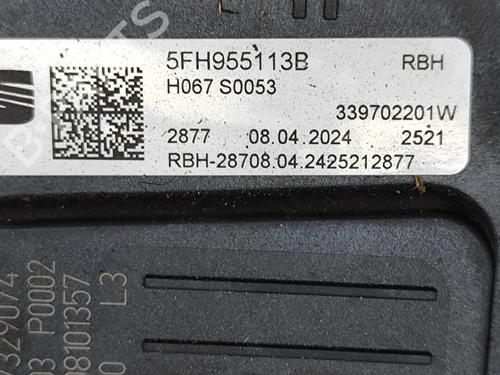 5FH955113B RBH
H067 S0053
339702201W
2877 08.04.2024 2521
RBH-28708.04.2425212877
P0002
L3